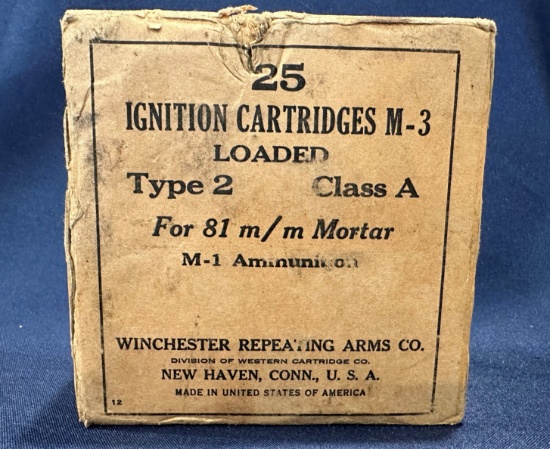 25
IGNITION CARTRIDGES M-3
LOADED
Type 2 Class A
For 81 m/m Mortar
M-1 Ammunition
WINCHESTER REPEATING ARMS CO.
DIVISION OF WESTERN CARTRIDGE CO.
NEW HAVEN, CONN., U. S. A.
MADE IN UNITED STATES OF AMERICA
12